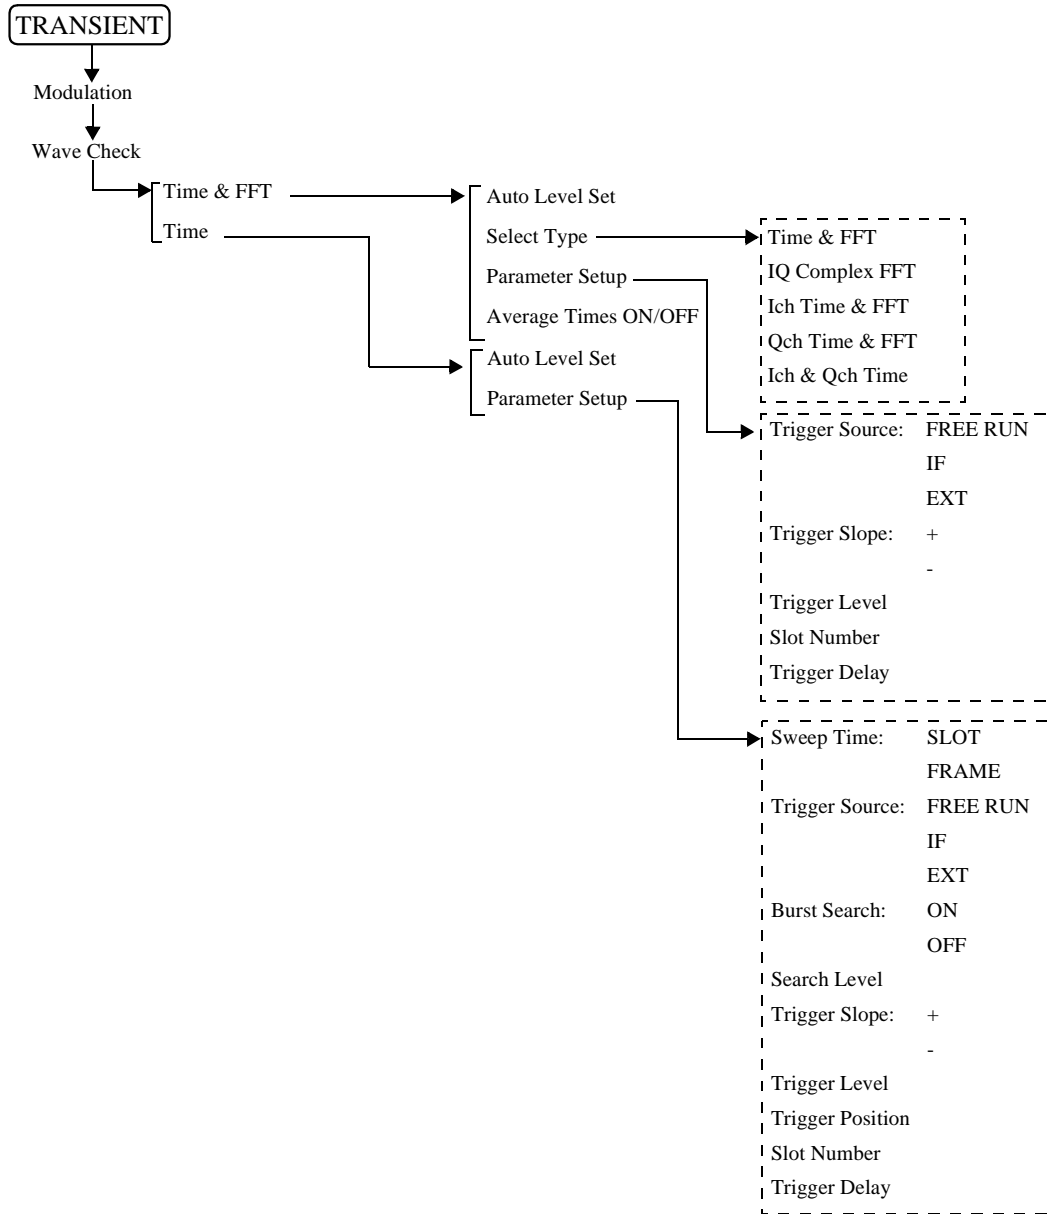 TRANSIENT
Modulation
Wave Check
Time & FFT
Time
Auto Level Set
Select Type
Parameter Setup
Average Times ON/OFF
Auto Level Set
Parameter Setup
Time & FFT
IQ Complex FFT
Ich Time & FFT
Qch Time & FFT
Ich & Qch Time
Trigger Source: FREE RUN
IF
EXT
Trigger Slope: +
-
Trigger Level
Slot Number
Trigger Delay
Sweep Time: SLOT
FRAME
Trigger Source: FREE RUN
IF
EXT
Burst Search: ON
OFF
Search Level
Trigger Slope: +
-
Trigger Level
Trigger Position
Slot Number
Trigger Delay